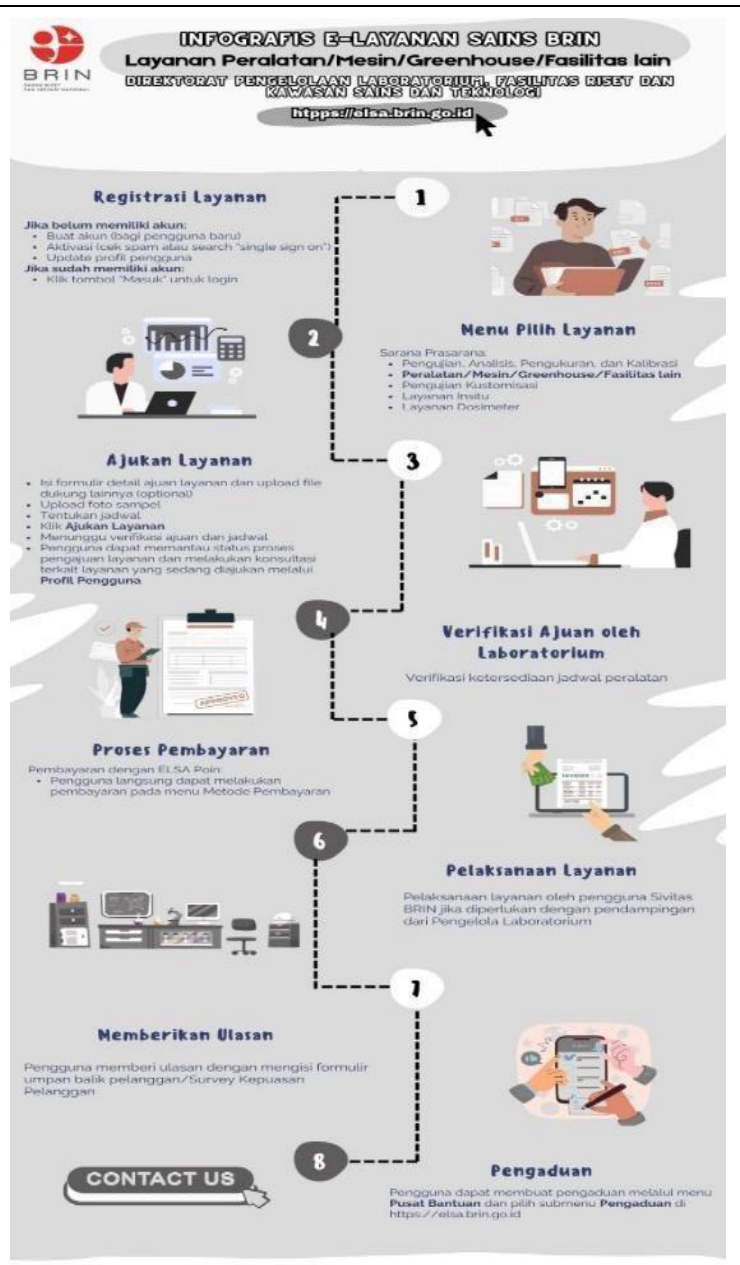 BRIN
INFOGRAFIS E-LAYANAN SAINS BRIN
Layanan Peralatan/Mesin/Greenhouse/Fasilitas lain
DIREKTORAT PENGELOLAAN LABORATORIUM, FASILITAS RISET DAN
KAWASAN SAINS DAN TEKNOLOGI
htpps://elsa.brin.go.id
Registrasi Layanan
1
Jika belum memiliki akun:
• Buat akun (bagi pengguna baru)
• Aktivasi (cek spam atau search "single sign on")
• Update profil pengguna
Jika sudah memiliki akun:
• Klik tombol "Masuk" untuk login
2
Menu Pilih Layanan
Sarana Prasarana:
• Pengujian, Analisis, Pengukuran, dan Kalibrasi
• Peralatan/Mesin/Greenhouse/Fasilitas lain
• Pengujian Kustomisasi
• Layanan Insitu
• Layanan Dosimeter
Ajukan Layanan
3
• Isi formulir detail ajuan layanan dan upload file
dukung lainnya (optional)
• Upload foto sampel
• Tentukan jadwal
• Klik Ajukan Layanan
• Menunggu verifikasi ajuan dan jadwal
• Pengguna dapat memantau status proses
pengajuan layanan dan melakukan konsultasi
terkait layanan yang sedang diajukan melalui
Profil Pengguna
4
Verifikasi Ajuan oleh
Laboratorium
Verifikasi ketersediaan jadwal peralatan
APPROVED
5
Proses Pembayaran
Pembayaran dengan ELSA Poin:
• Pengguna langsung dapat melakukan
pembayaran pada menu Metode Pembayaran
INVOICE
6
Pelaksanaan Layanan
Pelaksanaan layanan oleh pengguna Sivitas
BRIN jika diperlukan dengan pendampingan
dari Pengelola Laboratorium
7
Memberikan Ulasan
Pengguna memberi ulasan dengan mengisi formulir
umpan balik pelanggan/Survey Kepuasan
Pelanggan
8
Pengaduan
Pengguna dapat membuat pengaduan melalui menu
Pusat Bantuan dan pilih submenu Pengaduan di
https://elsa.brin.go.id
CONTACT US